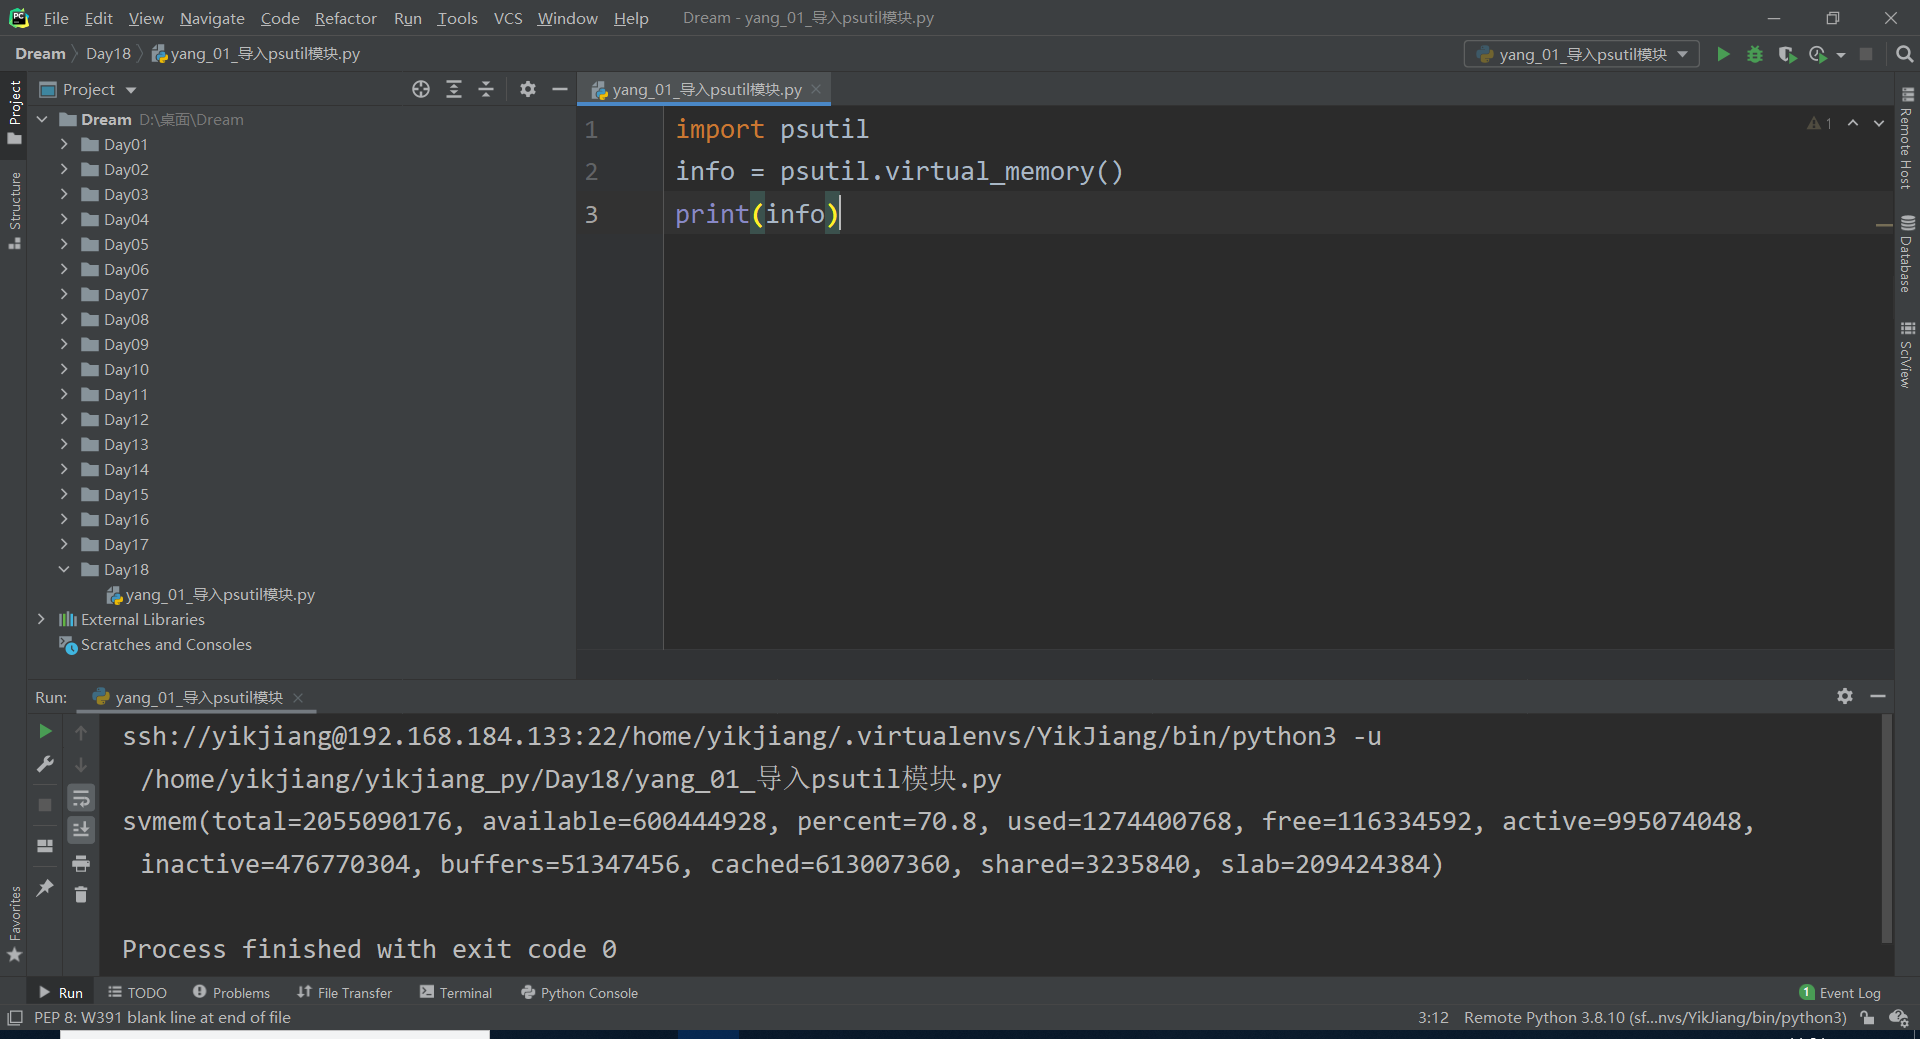 File Edit View Navigate Code Refactor Run Tools VCS Window Help Dream - yang_01_导入psutil模块.py
Dream Day18 yang_01_导入psutil模块.py
yang_01_导入psutil模块
Project
yang_01_导入psutil模块.py
Dream D:\桌面\Dream
Day01
Day02
Day03
Day04
Day05
Day06
Day07
Day08
Day09
Day10
Day11
Day12
Day13
Day14
Day15
Day16
Day17
Day18
yang_01_导入psutil模块.py
External Libraries
Scratches and Consoles
1 import psutil
2 info = psutil.virtual_memory()
3 print(info)
1
Project
Structure
Favorites
Remote Host
Database
SciView
Run: yang_01_导入psutil模块
ssh://yikjiang@192.168.184.133:22/home/yikjiang/.virtualenvs/YikJiang/bin/python3 -u
/home/yikjiang/yikjiang_py/Day18/yang_01_导入psutil模块.py
svmem(total=2055090176, available=600444928, percent=70.8, used=1274400768, free=116334592, active=995074048,
inactive=476770304, buffers=51347456, cached=613007360, shared=3235840, slab=209424384)
Process finished with exit code 0
Run TODO Problems File Transfer Terminal Python Console
1 Event Log
PEP 8: W391 blank line at end of file
3:12 Remote Python 3.8.10 (sf...nvs/YikJiang/bin/python3)